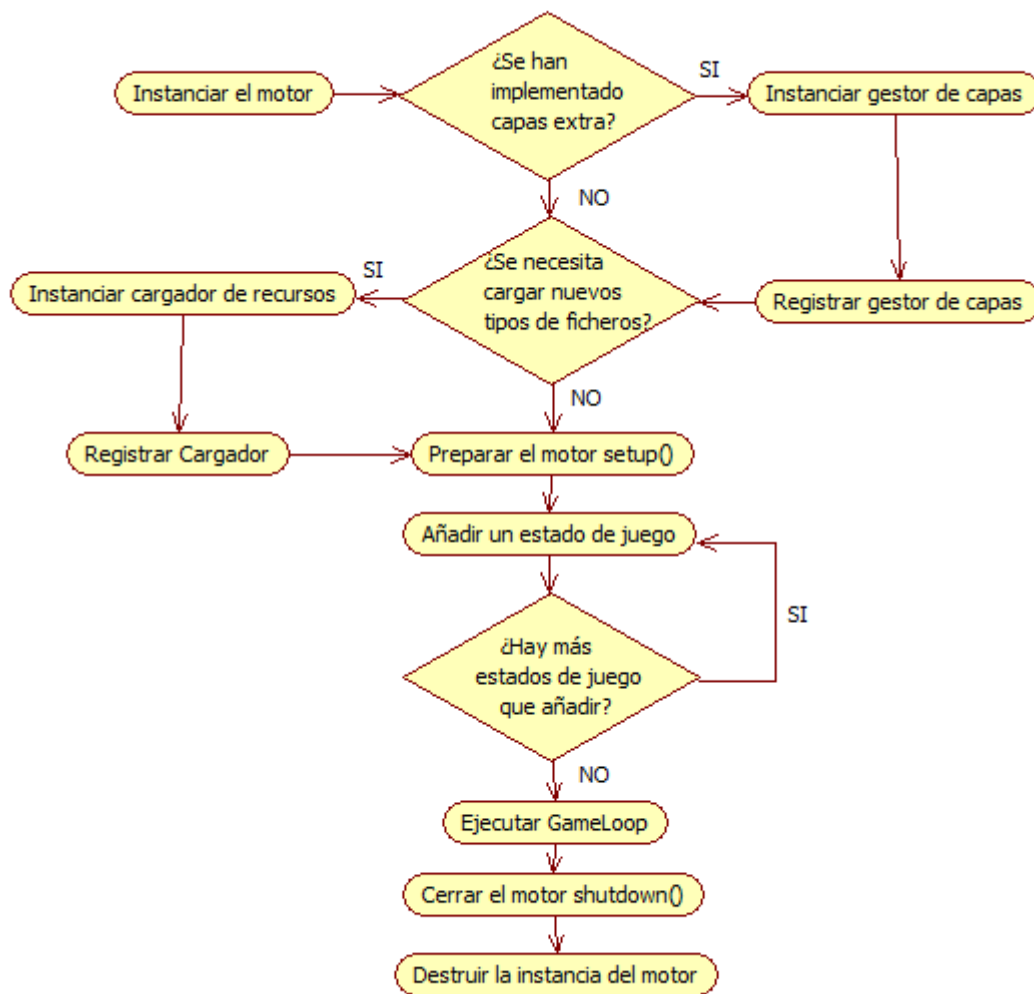 ¿Se han
implementado
capas extra?
Instanciar el motor
SI
Instanciar gestor de capas
NO
¿Se necesita
cargar nuevos
tipos de ficheros?
SI
Instanciar cargador de recursos
Registrar gestor de capas
NO
Registrar Cargador
Preparar el motor setup()
Añadir un estado de juego
SI
¿Hay más
estados de juego
que añadir?
NO
Ejecutar GameLoop
Cerrar el motor shutdown()
Destruir la instancia del motor